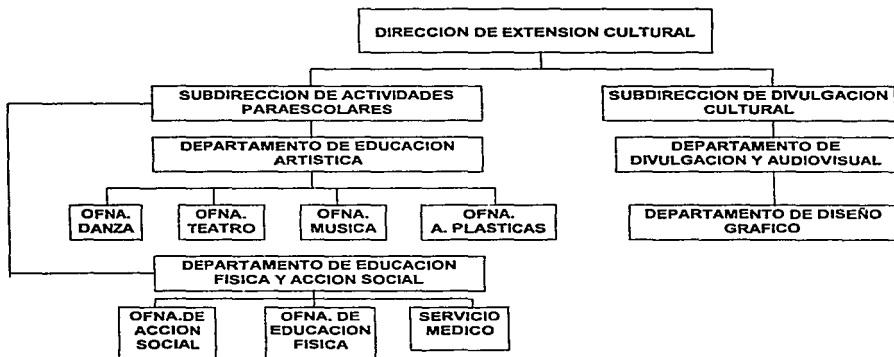 DIRECCION DE EXTENSION CULTURAL
SUBDIRECCION DE ACTIVIDADES
PARAESCOLARES
SUBDIRECCION DE DIVULGACION
CULTURAL
DEPARTAMENTO DE EDUCACION
ARTISTICA
DEPARTAMENTO DE
DIVULGACION Y AUDIOVISUAL
OFNA.
DANZA
OFNA.
TEATRO
OFNA.
MUSICA
OFNA.
A. PLASTICAS
DEPARTAMENTO DE DISEÑO
GRAFICO
DEPARTAMENTO DE EDUCACION
FISICA Y ACCION SOCIAL
OFNA.DE
ACCION
SOCIAL
OFNA. DE
EDUCACION
FISICA
SERVICIO
MEDICO